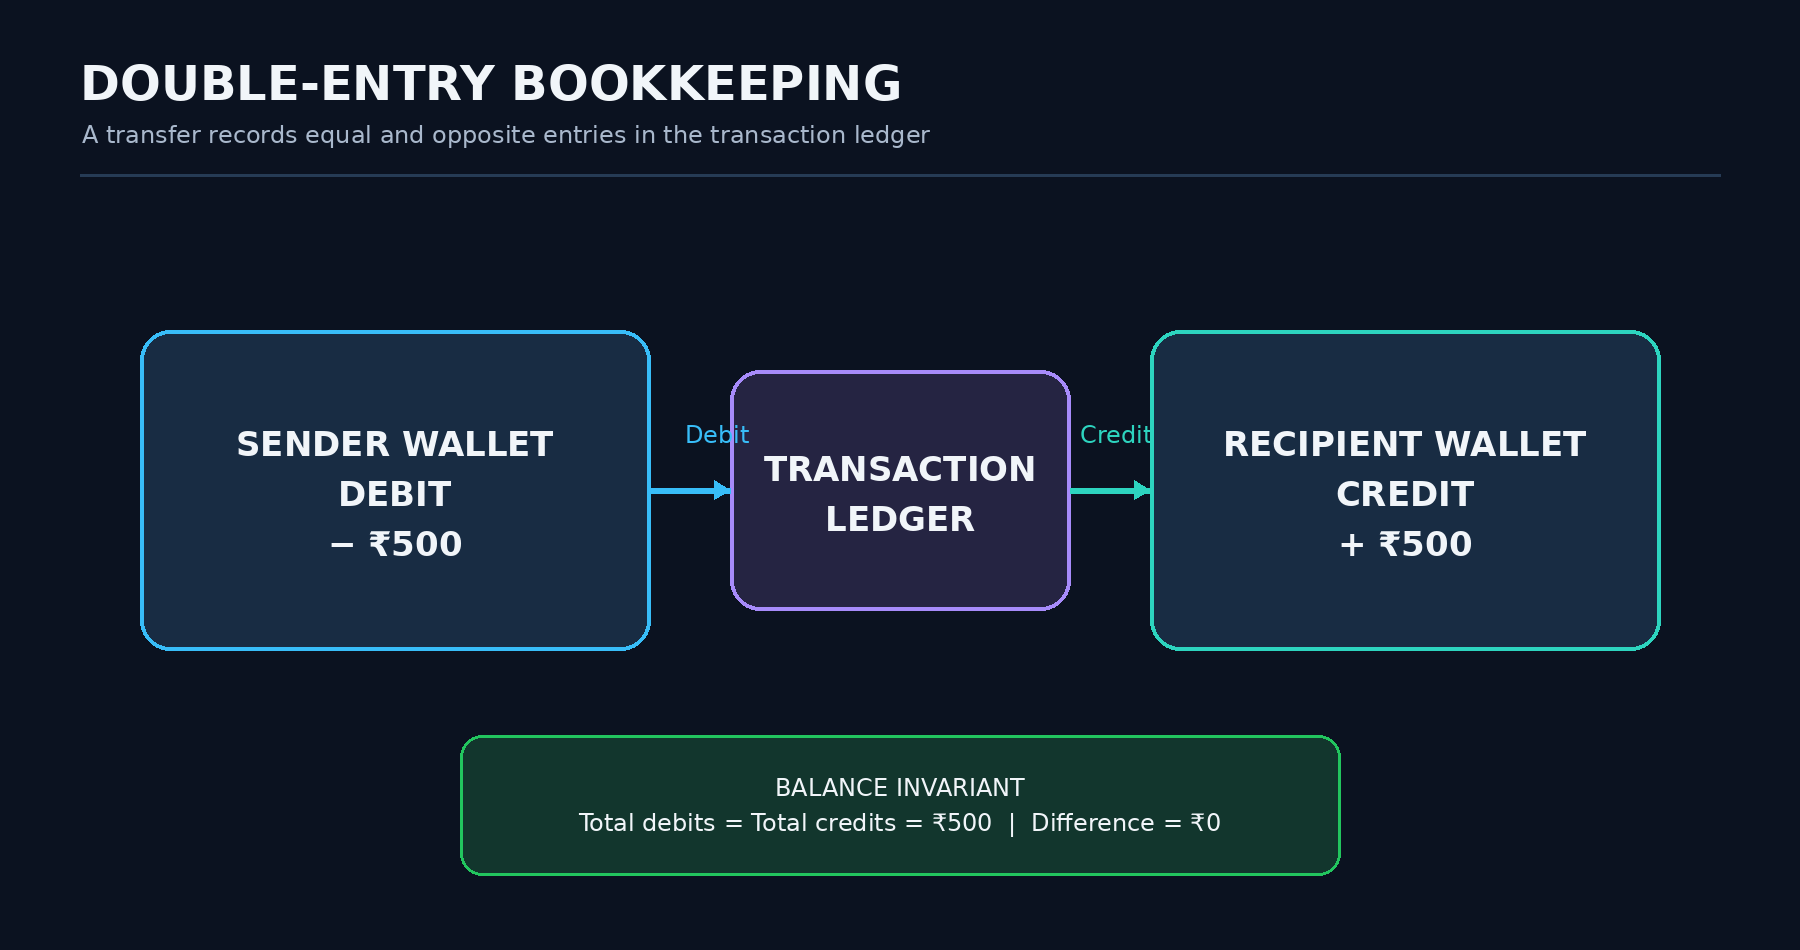 DOUBLE-ENTRY BOOKKEEPING
A transfer records equal and opposite entries in the transaction ledger
SENDER WALLET
DEBIT
− ₹500
Debit
TRANSACTION
LEDGER
Credit
RECIPIENT WALLET
CREDIT
+ ₹500
BALANCE INVARIANT
Total debits = Total credits = ₹500 | Difference = ₹0